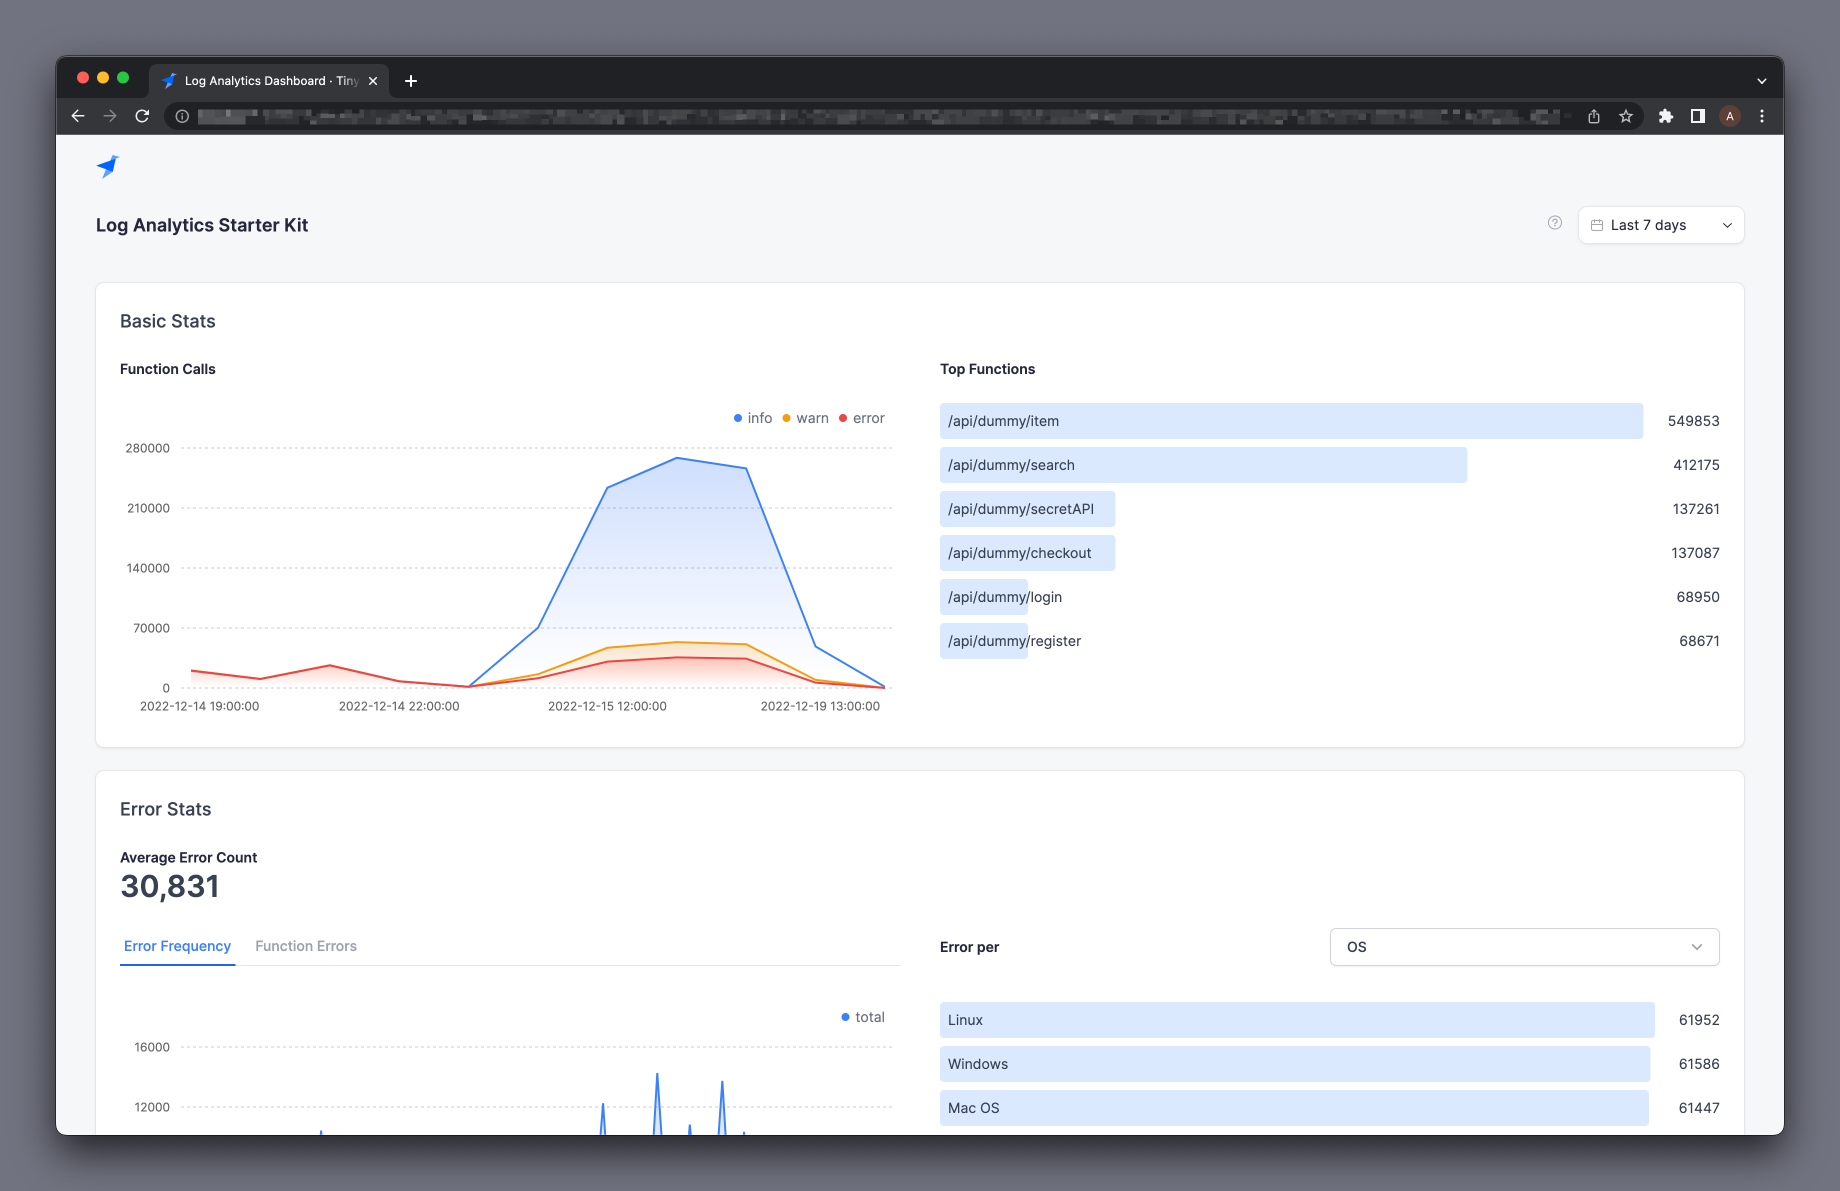 Log Analytics Dashboard · Tiny
A
Log Analytics Starter Kit
Last 7 days
Basic Stats
Function Calls
info warn error
280000
210000
140000
70000
0
2022-12-14 19:00:00 2022-12-14 22:00:00 2022-12-15 12:00:00 2022-12-19 13:00:00
Top Functions
/api/dummy/item 549853
/api/dummy/search 412175
/api/dummy/secretAPI 137261
/api/dummy/checkout 137087
/api/dummy/login 68950
/api/dummy/register 68671
Error Stats
Average Error Count
30,831
Error Frequency Function Errors
total
16000
12000
Error per OS
Linux 61952
Windows 61586
Mac OS 61447